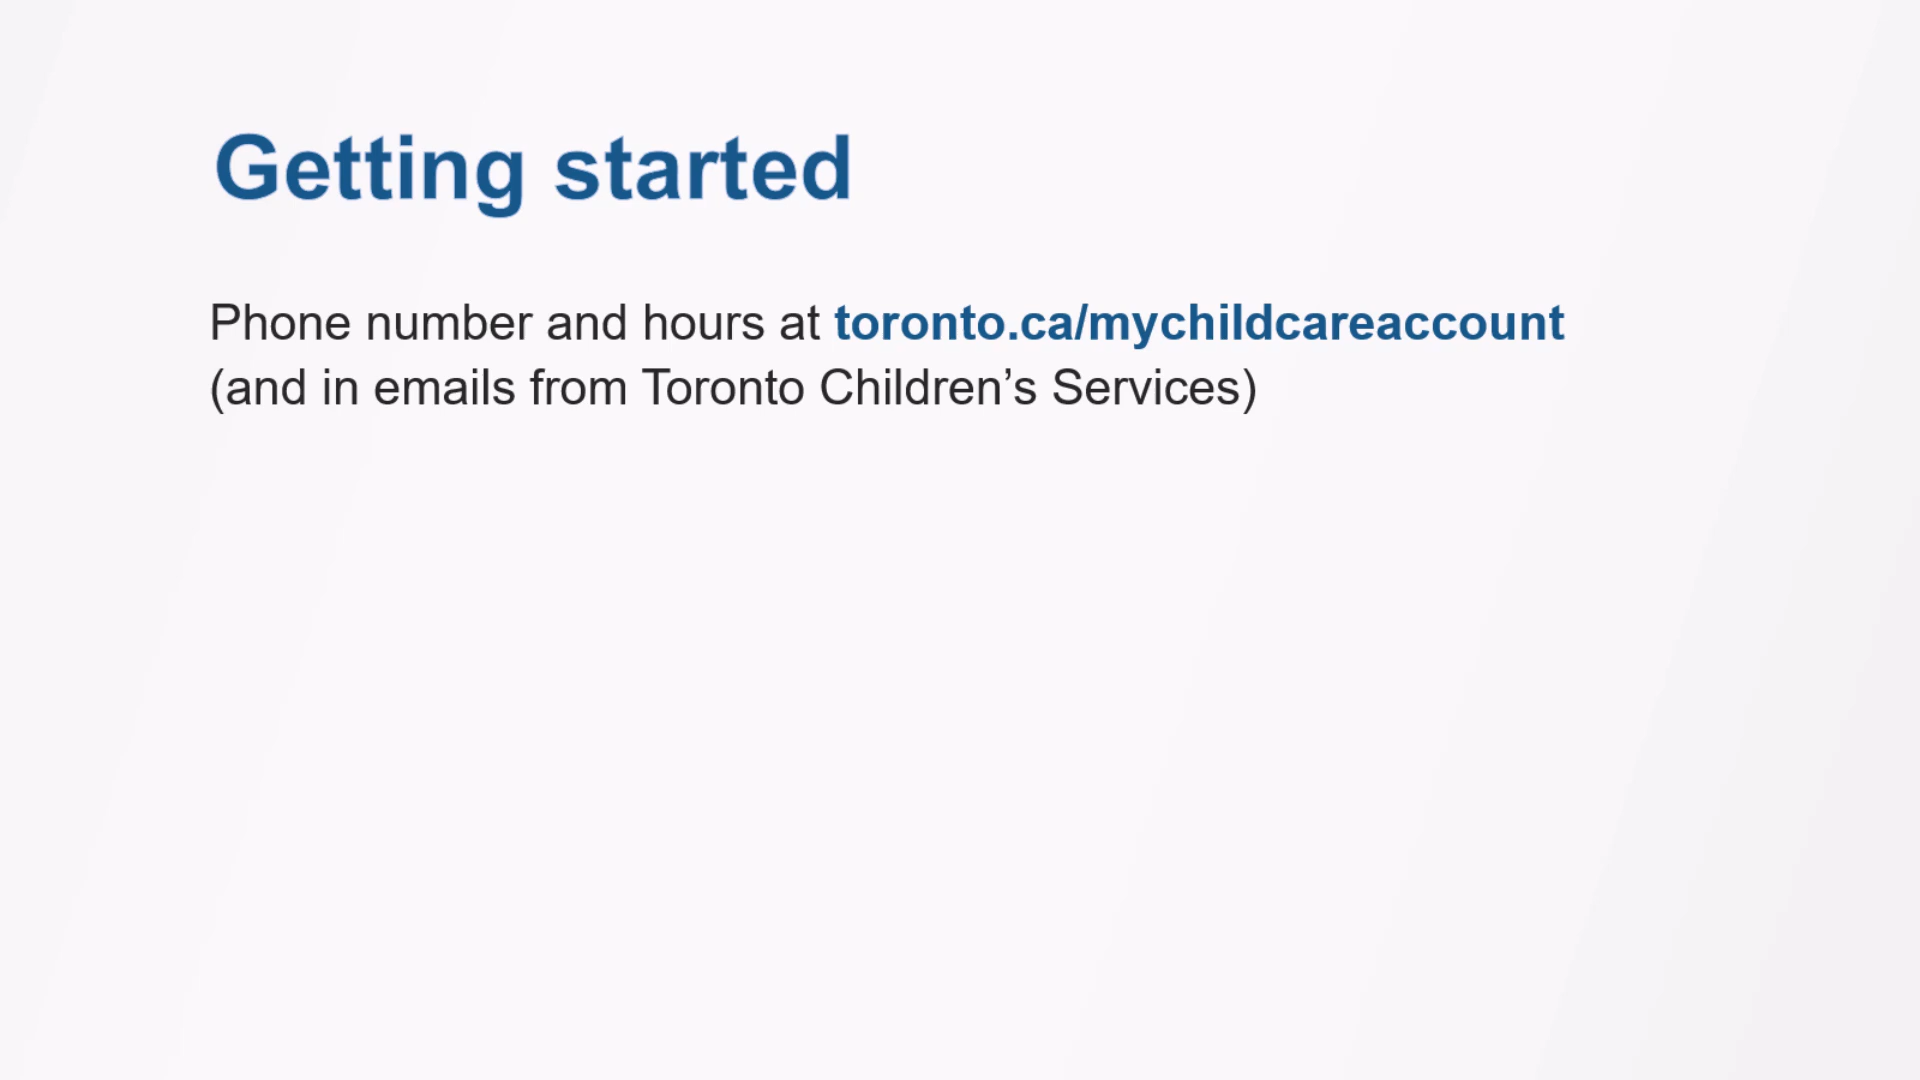 Getting started
Phone number and hours at toronto.ca/mychildcareaccount
(and in emails from Toronto Children’s Services)